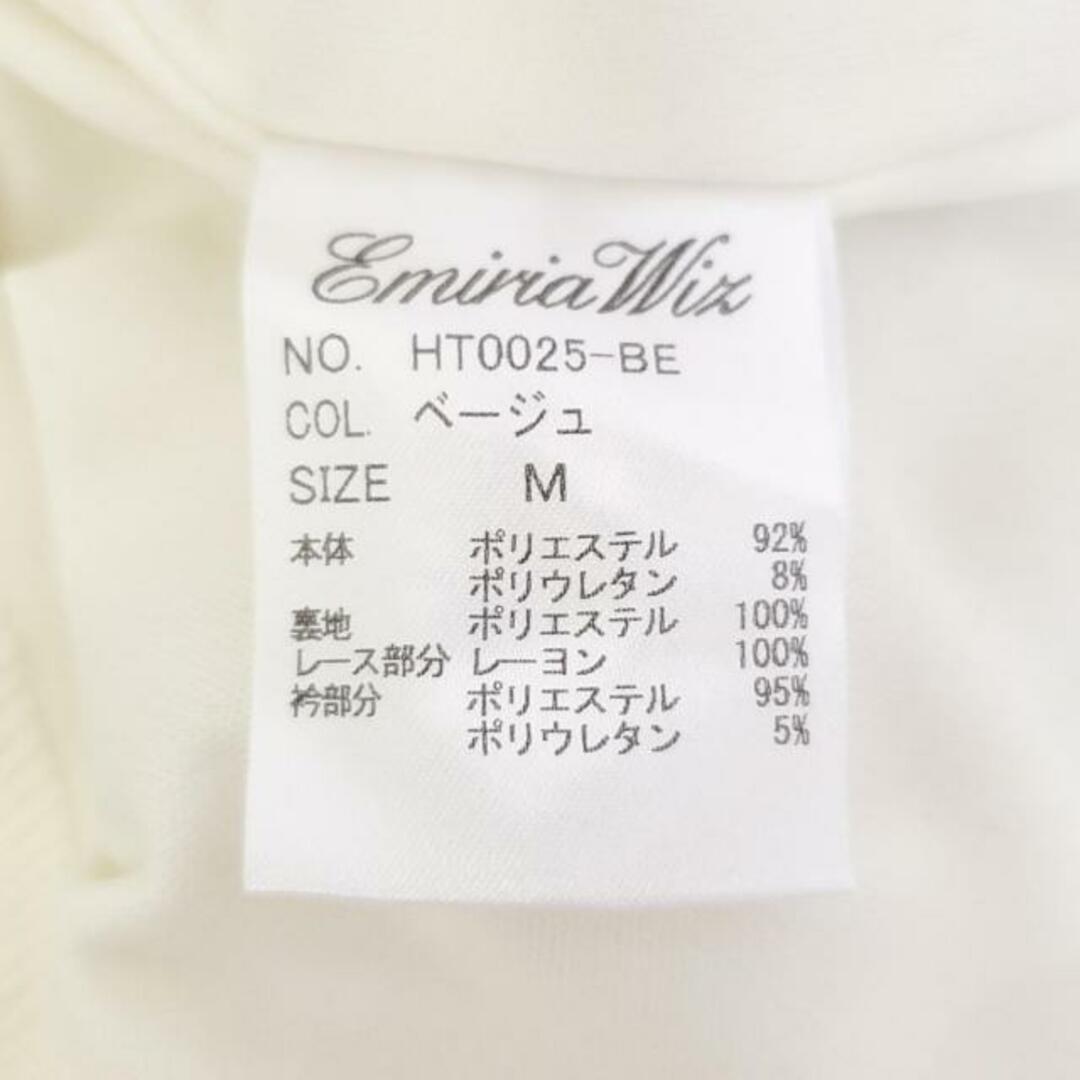 Emiria Wiz
NO. HT0025-BE
COL. ベージュ
SIZE M
本体 ポリエステル 92%
ポリウレタン 8%
裏地 ポリエステル 100%
レース部分 レーヨン 100%
衿部分 ポリエステル 95%
ポリウレタン 5%